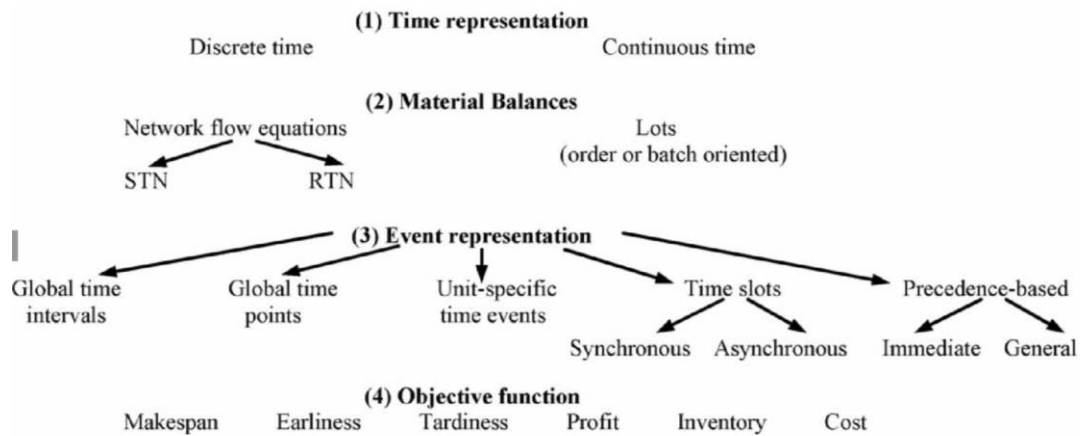 (1) Time representation
Discrete time Continuous time
(2) Material Balances
Network flow equations Lots
(order or batch oriented)
STN RTN
(3) Event representation
Global time Global time Unit-specific Time slots Precedence-based
intervals points time events
Synchronous Asynchronous Immediate General
(4) Objective function
Makespan Earliness Tardiness Profit Inventory Cost